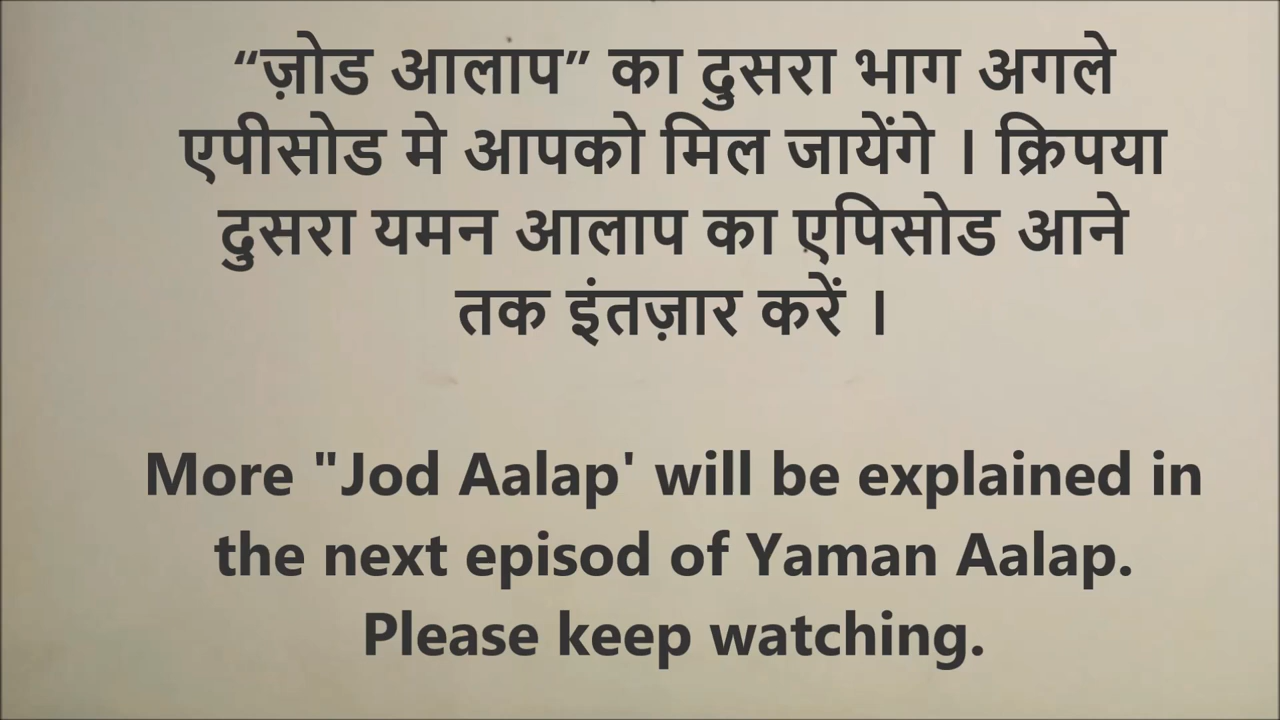 “ज़ोड आलाप” का दुसरा भाग अगले
एपीसोड मे आपको मिल जायेंगे । क्रिपया
दुसरा यमन आलाप का एपिसोड आने
तक इंतज़ार करें ।
More "Jod Aalap' will be explained in
the next episod of Yaman Aalap.
Please keep watching.